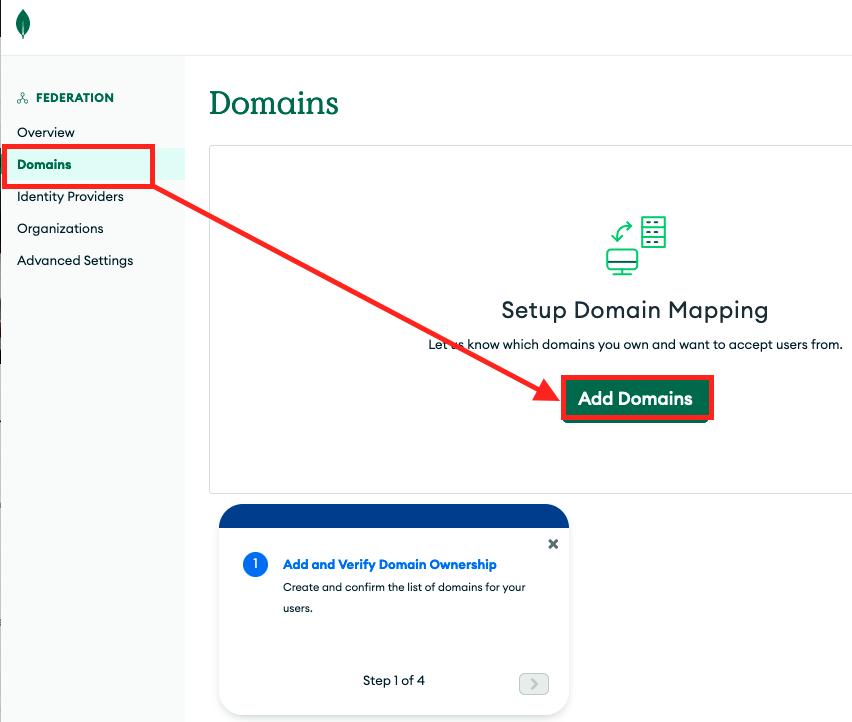 FEDERATION
Overview
Domains
Identity Providers
Organizations
Advanced Settings
Domains
Setup Domain Mapping
Let us know which domains you own and want to accept users from.
Add Domains
1
Add and Verify Domain Ownership
Create and confirm the list of domains for your
users.
Step 1 of 4